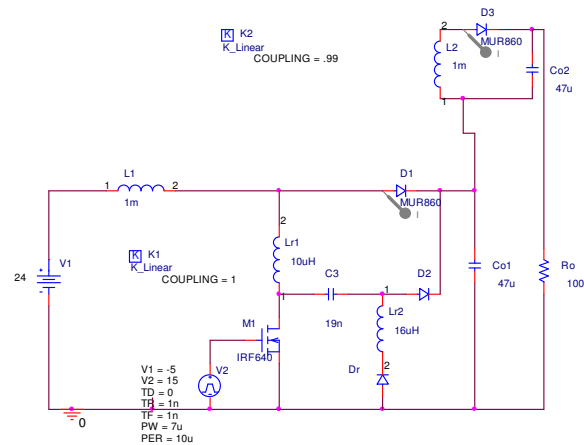 K K2
K_Linear
COUPLING = .99
2
D3
MUR860
I
L2
1m
1
Co2
47u
L1
1 2
1m
D1
MUR860
I
24
V1
K K1
K_Linear
COUPLING = 1
2
Lr1
10uH
1
C3
19n
1
D2
Co1
47u
Ro
100
M1
IRF640
Lr2
16uH
2
Dr
V2
V1 = -5
V2 = 15
TD = 0
TR = 1n
TF = 1n
PW = 7u
PER = 10u
0